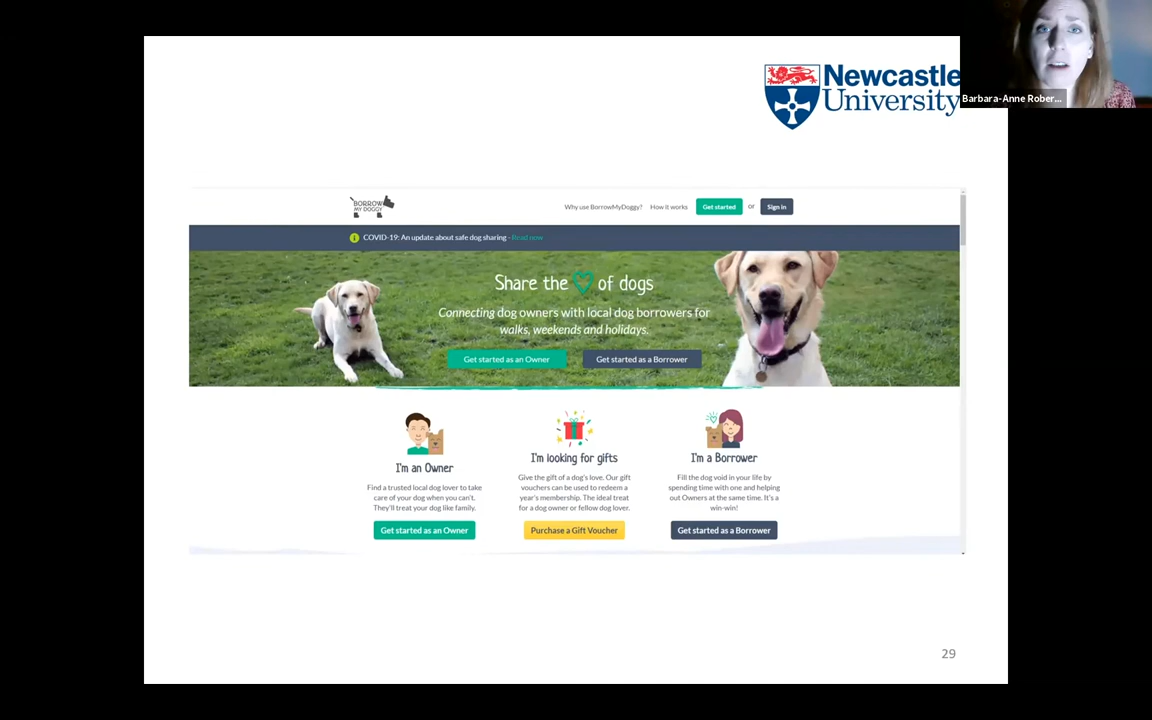 Newcastle
University
Barbara-Anne Rober...
BORROW
MY DOGGY
Why use BorrowMyDoggy? How it works Get started or Sign in
COVID-19: An update about safe dog sharing - Read now
Share the of dogs
Connecting dog owners with local dog borrowers for
walks, weekends and holidays.
Get started as an Owner Get started as a Borrower
I'm an Owner
Find a trusted local dog lover to take
care of your dog when you can't.
They'll treat your dog like family.
Get started as an Owner
I'm looking for gifts
Give the gift of a dog's love. Our gift
vouchers can be used to redeem a
year's membership. The ideal treat
for a dog owner or fellow dog lover.
Purchase a Gift Voucher
I'm a Borrower
Fill the dog void in your life by
spending time with one and helping
out Owners at the same time. It's a
win-win!
Get started as a Borrower
29